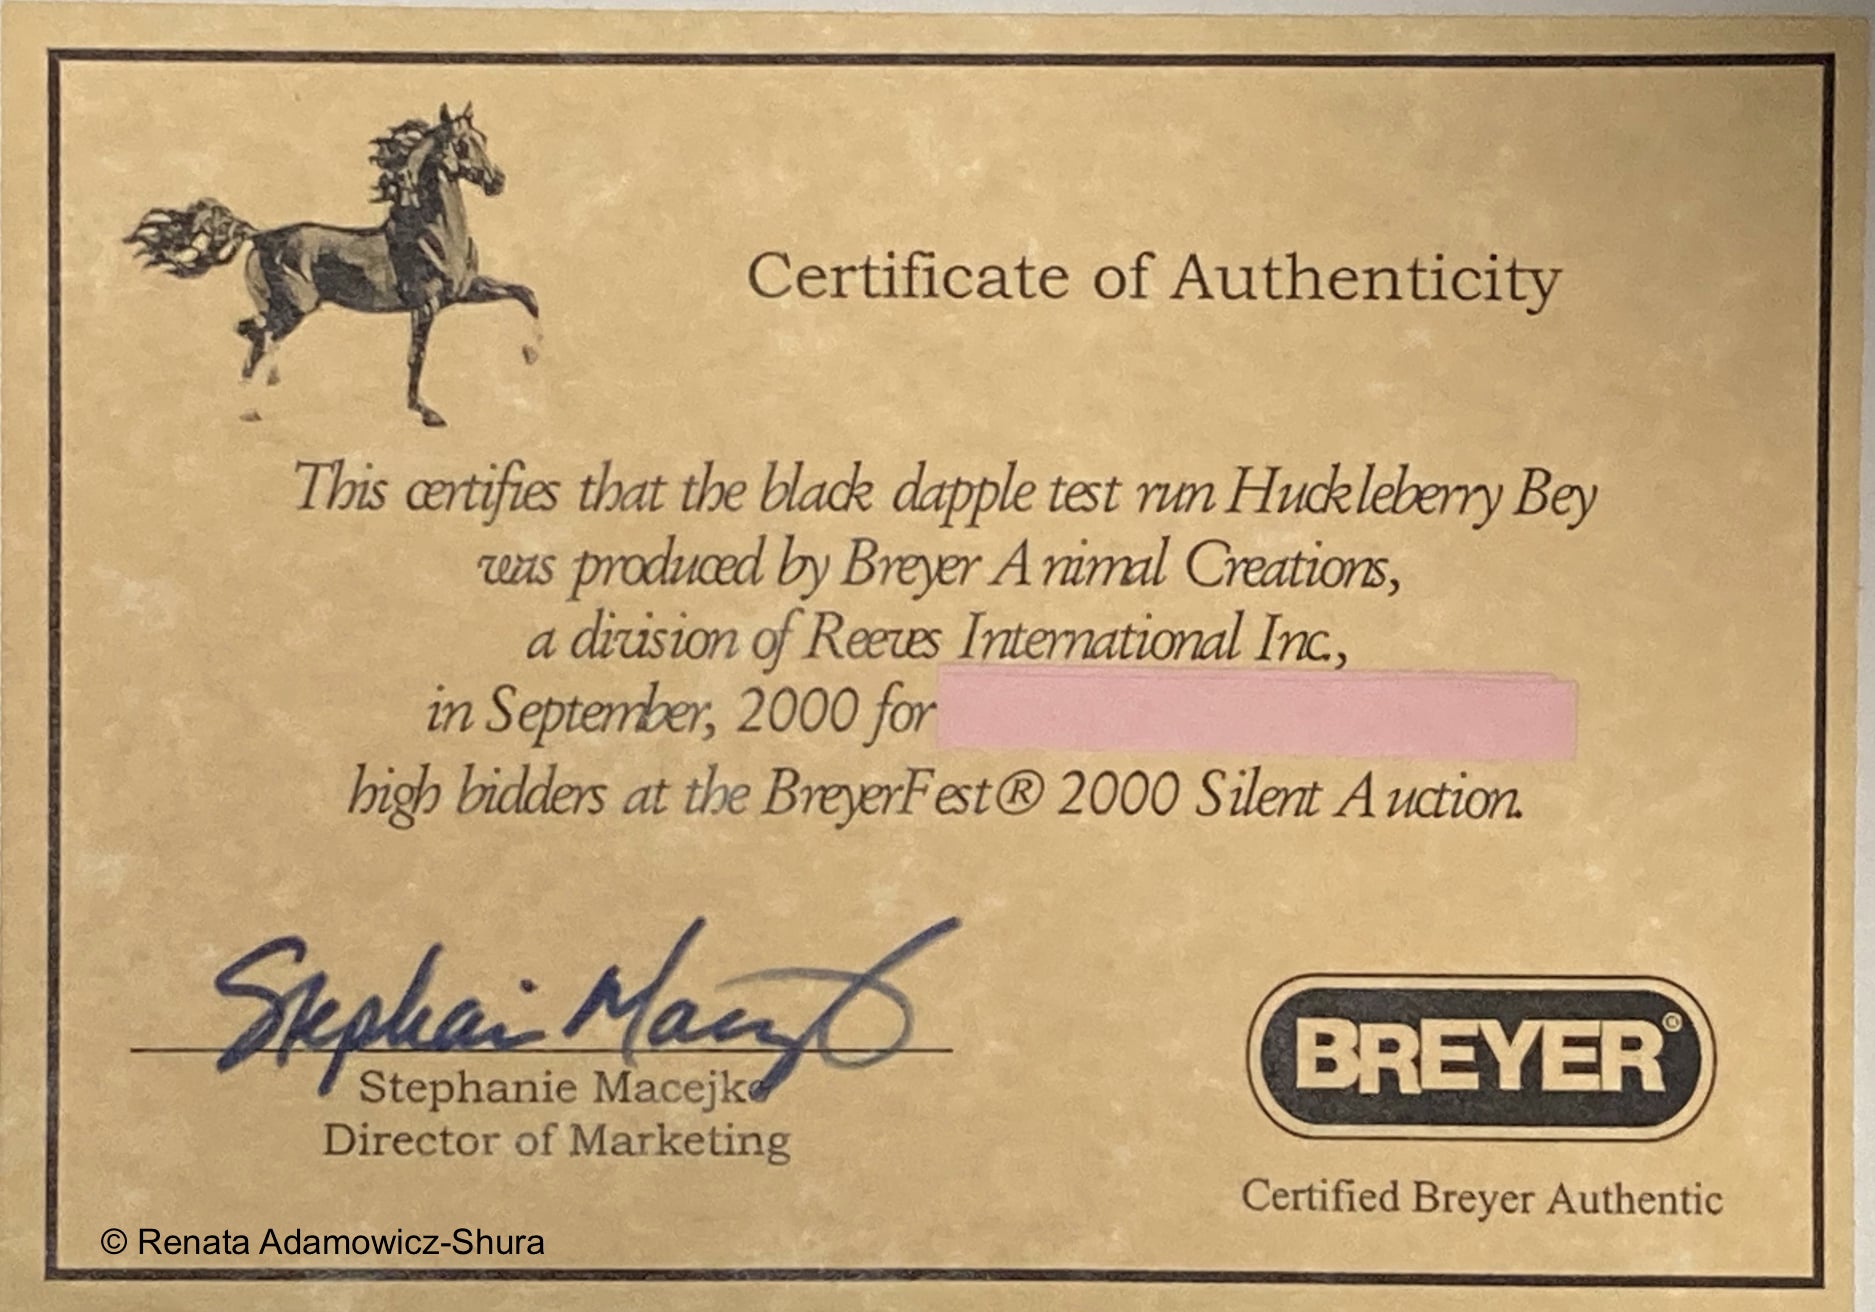 Certificate of Authenticity
This certifies that the black dapple test run Huckleberry Bey
was produced by Breyer Animal Creations,
a division of Reeves International Inc.,
in September, 2000 for
high bidders at the BreyerFest® 2000 Silent Auction.
Stephanie Macejko
Director of Marketing
BREYER®
Certified Breyer Authentic
© Renata Adamowicz-Shura